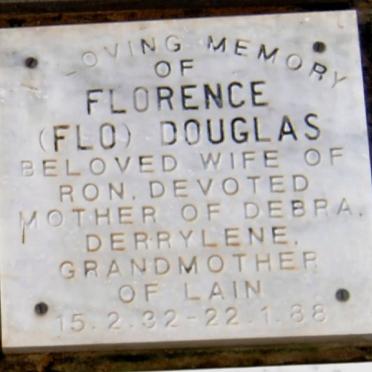 IN LOVING MEMORY
OF
FLORENCE
(FLO) DOUGLAS
BELOVED WIFE OF
RON, DEVOTED
MOTHER OF DEBRA,
DERRYLENE,
GRANDMOTHER
OF LAIN
15.2.32-22.1.88